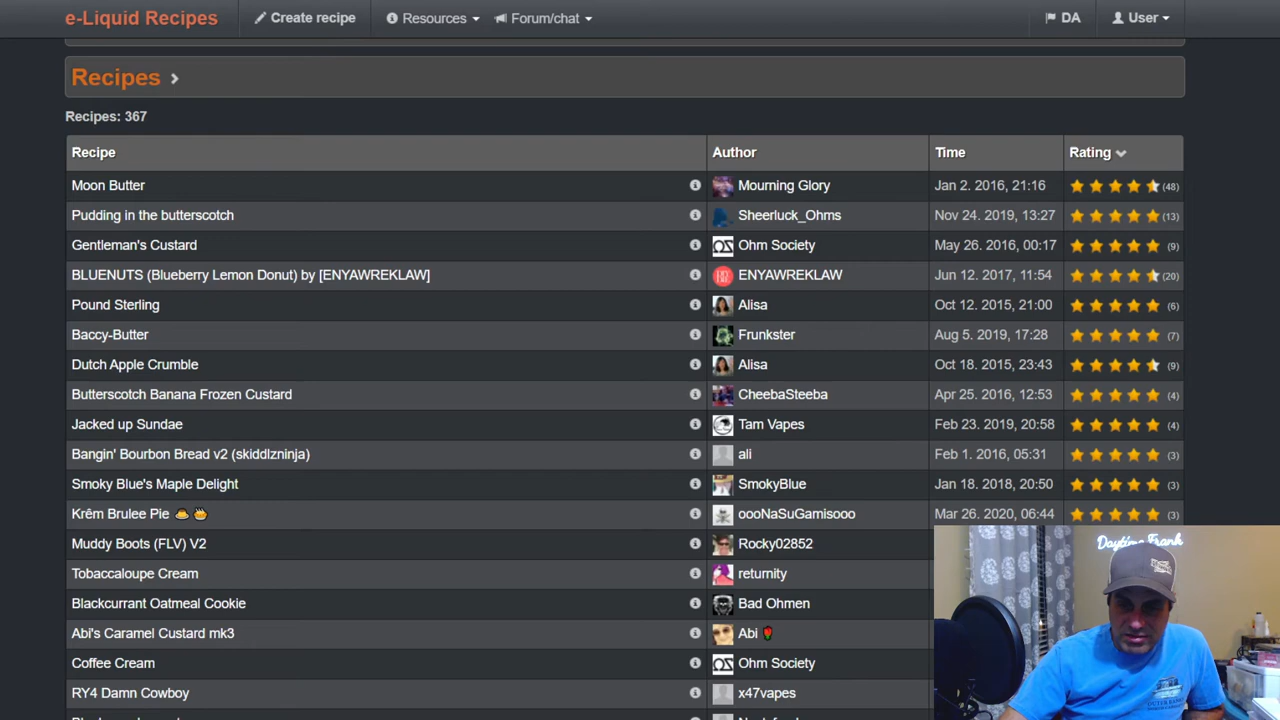 e-Liquid Recipes Create recipe Resources Forum/chat DA User
Recipes
Recipes: 367
Recipe Author Time Rating
Moon Butter Mourning Glory Jan 2. 2016, 21:16 (48)
Pudding in the butterscotch Sheerluck_Ohms Nov 24. 2019, 13:27 (13)
Gentleman's Custard Ohm Society May 26. 2016, 00:17 (9)
BLUENUTS (Blueberry Lemon Donut) by [ENYAWREKLAW] ENYAWREKLAW Jun 12. 2017, 11:54 (20)
Pound Sterling Alisa Oct 12. 2015, 21:00 (6)
Baccy-Butter Frunkster Aug 5. 2019, 17:28 (7)
Dutch Apple Crumble Alisa Oct 18. 2015, 23:43 (9)
Butterscotch Banana Frozen Custard CheebaSteeba Apr 25. 2016, 12:53 (4)
Jacked up Sundae Tam Vapes Feb 23. 2019, 20:58 (4)
Bangin' Bourbon Bread v2 (skiddlzninja) ali Feb 1. 2016, 05:31 (3)
Smoky Blue's Maple Delight SmokyBlue Jan 18. 2018, 20:50 (3)
Krêm Brulee Pie 🍮 🥧 oooNaSuGamisooo Mar 26. 2020, 06:44 (3)
Muddy Boots (FLV) V2 Rocky02852
Daytime Frank
Tobaccaloupe Cream returnity
Blackcurrant Oatmeal Cookie Bad Ohmen
Abi's Caramel Custard mk3 Abi 🌹
Coffee Cream Ohm Society
RY4 Damn Cowboy x47vapes